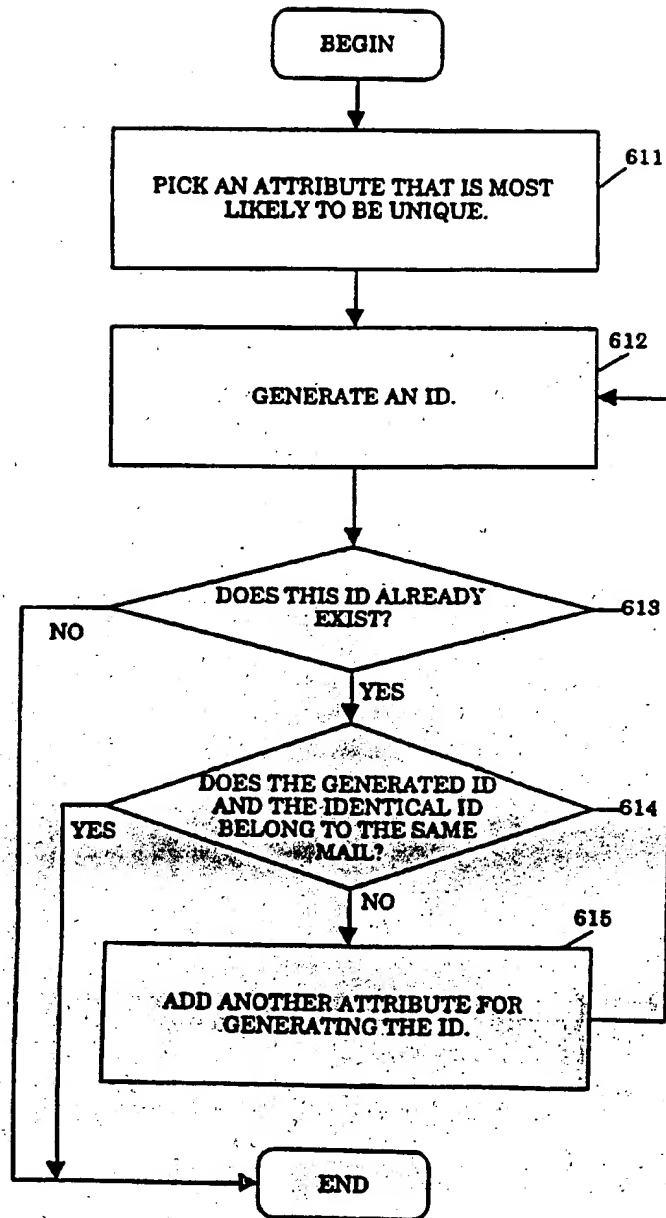 BEGIN
611
PICK AN ATTRIBUTE THAT IS MOST
LIKELY TO BE UNIQUE.
612
GENERATE AN ID.
DOES THIS ID ALREADY
EXIST?
613
NO
YES
DOES THE GENERATED ID
AND THE IDENTICAL ID
BELONG TO THE SAME
MAIL?
614
YES
NO
615
ADD ANOTHER ATTRIBUTE FOR
GENERATING THE ID.
END